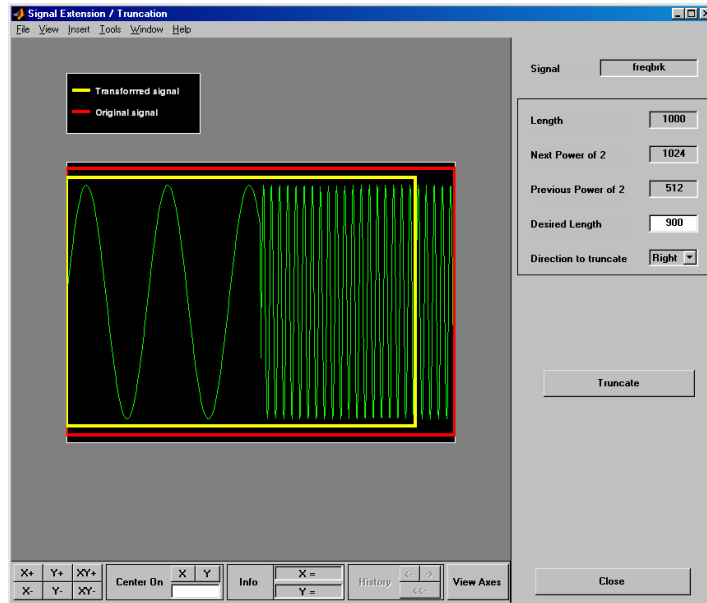 Signal Extension / Truncation
File View Insert Tools Window Help
Transformed signal
Original signal
Signal freqbrk
Length 1000
Next Power of 2 1024
Previous Power of 2 512
Desired Length 900
Direction to truncate Right
Truncate
X+ Y+ XY+
X- Y- XY-
Center On X Y
Info X =
Y =
History <- ->
<<-
View Axes
Close